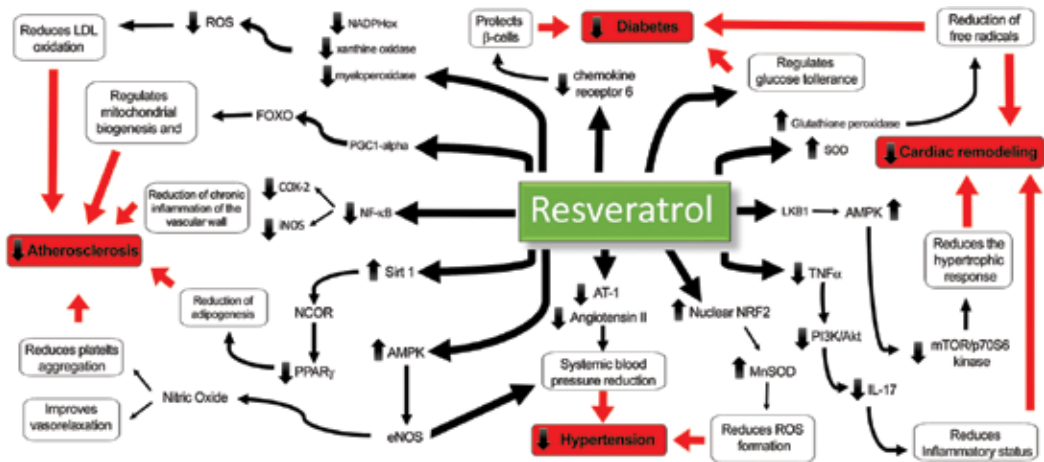 Reduces LDL
oxidation
ROS
NADPHox
xanthine oxidase
myeloperoxidase
Protects
β-cells
Diabetes
Reduction of
free radicals
Regulates
mitochondrial
biogenesis and
FOXO
PGC1-alpha
chemokine
receptor 6
Regulates
glucose tollerance
Glutathione peroxidase
SOD
Cardiac remodeling
Reduction of chronic
inflammation of the
vascular wall
COX-2
iNOS
NF-κB
Resveratrol
LKB1
AMPK
Atherosclerosis
Sirt 1
NCOR
PPARγ
Reduction of
adipogenesis
AT-1
Angiotensin II
Nuclear NRF2
TNFα
Reduces the
hypertrophic
response
Reduces platelts
aggregation
AMPK
Systemic blood
pressure reduction
MnSOD
PI3K/Akt
mTOR/p70S6
kinase
Improves
vasorelaxation
Nitric Oxide
eNOS
IL-17
Hypertension
Reduces ROS
formation
Reduces
Inflammatory status